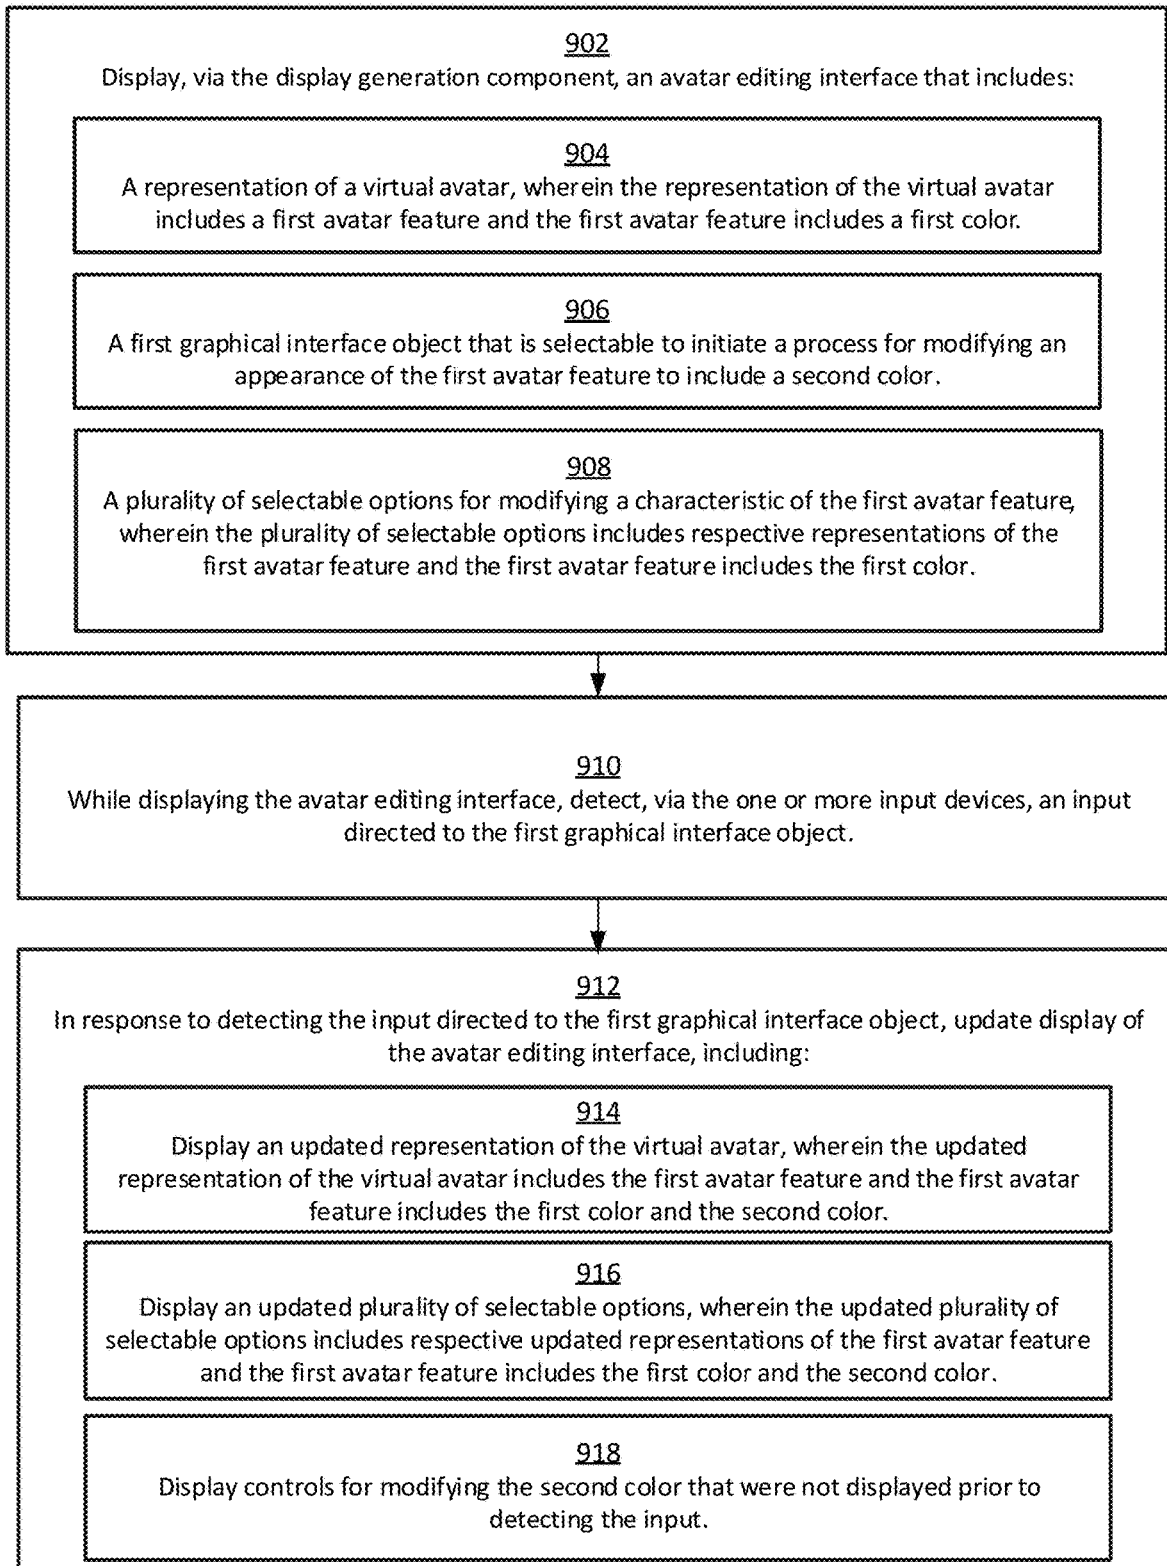 902
Display, via the display generation component, an avatar editing interface that includes:
904
A representation of a virtual avatar, wherein the representation of the virtual avatar
includes a first avatar feature and the first avatar feature includes a first color.
906
A first graphical interface object that is selectable to initiate a process for modifying an
appearance of the first avatar feature to include a second color.
908
A plurality of selectable options for modifying a characteristic of the first avatar feature,
wherein the plurality of selectable options includes respective representations of the
first avatar feature and the first avatar feature includes the first color.
910
While displaying the avatar editing interface, detect, via the one or more input devices, an input
directed to the first graphical interface object.
912
In response to detecting the input directed to the first graphical interface object, update display of
the avatar editing interface, including:
914
Display an updated representation of the virtual avatar, wherein the updated
representation of the virtual avatar includes the first avatar feature and the first avatar
feature includes the first color and the second color.
916
Display an updated plurality of selectable options, wherein the updated plurality of
selectable options includes respective updated representations of the first avatar feature
and the first avatar feature includes the first color and the second color.
918
Display controls for modifying the second color that were not displayed prior to
detecting the input.